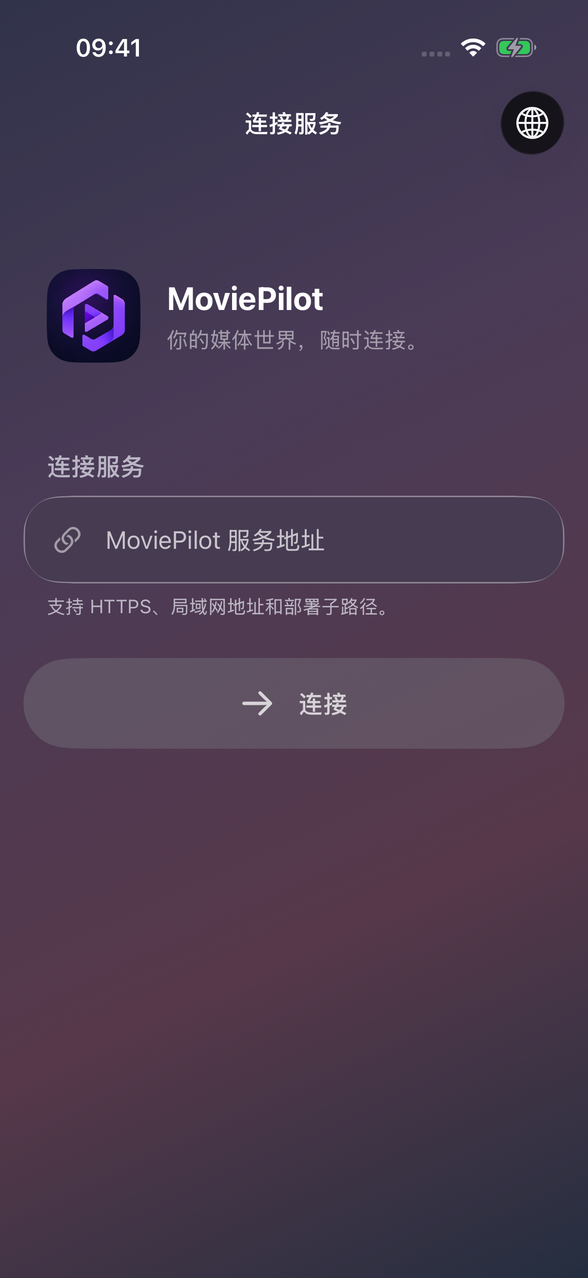 09:41
连接服务
MoviePilot
你的媒体世界，随时连接。
连接服务
MoviePilot 服务地址
支持 HTTPS、局域网地址和部署子路径。
连接